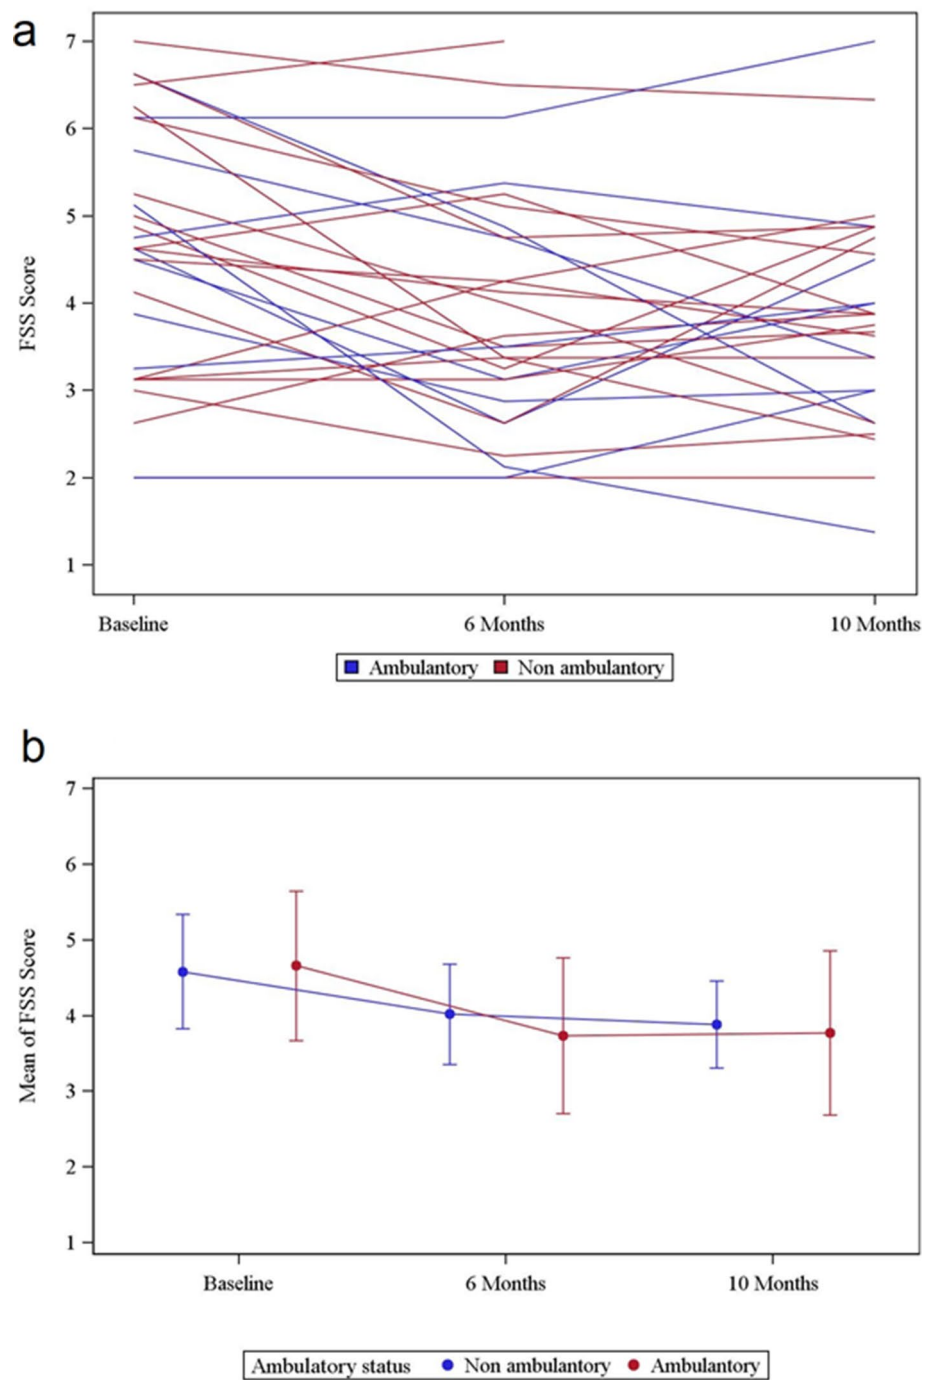 a
7
6
5
4
3
2
1
FSS Score
Baseline 6 Months 10 Months
Ambulantory Non ambulantory
b
7
6
5
4
3
2
1
Mean of FSS Score
Baseline 6 Months 10 Months
Ambulatory status Non ambulantory Ambulantory